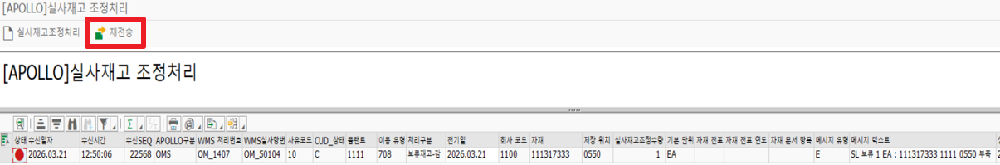 [APOLLO]실사재고 조정처리
실사재고조정처리 재전송
[APOLLO]실사재고 조정처리
상태 수신일자 수신시간 수신SEQ APOLLO구분 WMS 처리번호 WMS실사항번 사유코드 CUD_상태 플랜트 이동 유형 처리구분 전기일 회사 코드 자재 저장 위치 실사재고조정수량 기본 단위 자재 전표 자재 전표 연도 자재 문서 항목 메시지 유형 메시지 텍스트
2026.03.21 12:50:06 22568 OMS OM_1407 OM_50104 10 C 1111 708 보류재고-감 2026.03.21 1100 111317333 0550 1 EA E SL 보류 1 EA : 111317333 1111 0550 부족